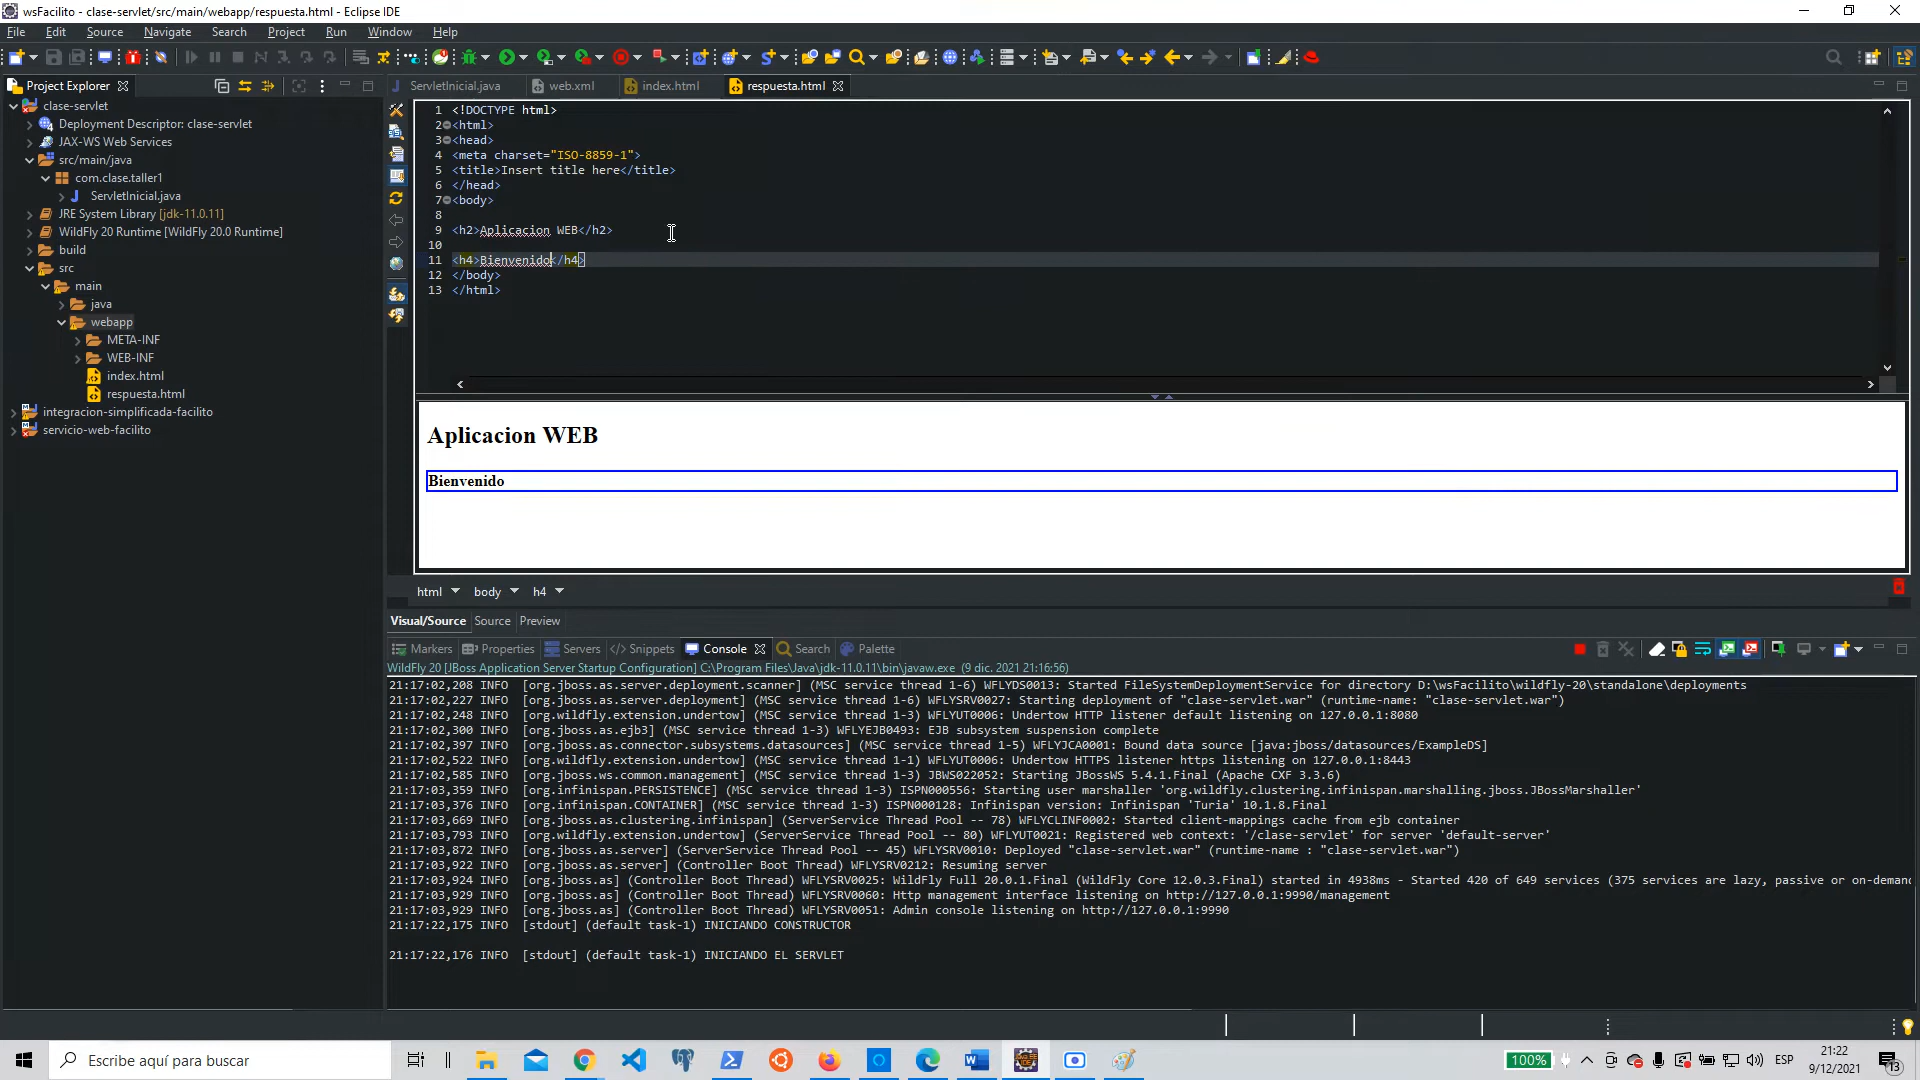 wsFacilito - clase-servlet/src/main/webapp/respuesta.html - Eclipse IDE
File Edit Source Navigate Search Project Run Window Help
Project Explorer
clase-servlet
Deployment Descriptor: clase-servlet
JAX-WS Web Services
src/main/java
com.clase.taller1
ServletInicial.java
JRE System Library [jdk-11.0.11]
WildFly 20 Runtime [WildFly 20.0 Runtime]
build
src
main
java
webapp
META-INF
WEB-INF
index.html
respuesta.html
integracion-simplificada-facilito
servicio-web-facilito
ServletInicial.java web.xml index.html respuesta.html
1 <!DOCTYPE html>
2 <html>
3 <head>
4 <meta charset="ISO-8859-1">
5 <title>Insert title here</title>
6 </head>
7 <body>
8
9 <h2>Aplicacion WEB</h2>
10
11 <h4>Bienvenido</h4>
12 </body>
13 </html>
Aplicacion WEB
Bienvenido
html body h4
Visual/Source Source Preview
Markers Properties Servers Snippets Console Search Palette
WildFly 20 [JBoss Application Server Startup Configuration] C:\Program Files\Java\jdk-11.0.11\bin\javaw.exe (9 dic. 2021 21:16:56)
21:17:02,208 INFO [org.jboss.as.server.deployment.scanner] (MSC service thread 1-6) WFLYDS0013: Started FileSystemDeploymentService for directory D:\wsFacilito\wildfly-20\standalone\deployments
21:17:02,227 INFO [org.jboss.as.server.deployment] (MSC service thread 1-6) WFLYSRV0027: Starting deployment of "clase-servlet.war" (runtime-name: "clase-servlet.war")
21:17:02,248 INFO [org.wildfly.extension.undertow] (MSC service thread 1-3) WFLYUT0006: Undertow HTTP listener default listening on 127.0.0.1:8080
21:17:02,300 INFO [org.jboss.as.ejb3] (MSC service thread 1-3) WFLYEJB0493: EJB subsystem suspension complete
21:17:02,397 INFO [org.jboss.as.connector.subsystems.datasources] (MSC service thread 1-5) WFLYJCA0001: Bound data source [java:jboss/datasources/ExampleDS]
21:17:02,522 INFO [org.wildfly.extension.undertow] (MSC service thread 1-1) WFLYUT0006: Undertow HTTPS listener https listening on 127.0.0.1:8443
21:17:02,585 INFO [org.jboss.ws.common.management] (MSC service thread 1-3) JBWS022052: Starting JBossWS 5.4.1.Final (Apache CXF 3.3.6)
21:17:03,359 INFO [org.infinispan.PERSISTENCE] (MSC service thread 1-3) ISPN000556: Starting user marshaller 'org.wildfly.clustering.infinispan.marshalling.jboss.JBossMarshaller'
21:17:03,376 INFO [org.infinispan.CONTAINER] (MSC service thread 1-3) ISPN000128: Infinispan version: Infinispan 'Turia' 10.1.8.Final
21:17:03,669 INFO [org.jboss.as.clustering.infinispan] (ServerService Thread Pool -- 78) WFLYCLINF0002: Started client-mappings cache from ejb container
21:17:03,793 INFO [org.wildfly.extension.undertow] (ServerService Thread Pool -- 80) WFLYUT0021: Registered web context: '/clase-servlet' for server 'default-server'
21:17:03,872 INFO [org.jboss.as.server] (ServerService Thread Pool -- 45) WFLYSRV0010: Deployed "clase-servlet.war" (runtime-name : "clase-servlet.war")
21:17:03,922 INFO [org.jboss.as.server] (Controller Boot Thread) WFLYSRV0212: Resuming server
21:17:03,924 INFO [org.jboss.as] (Controller Boot Thread) WFLYSRV0025: WildFly Full 20.0.1.Final (WildFly Core 12.0.3.Final) started in 4938ms - Started 420 of 649 services (375 services are lazy, passive or on-demand
21:17:03,929 INFO [org.jboss.as] (Controller Boot Thread) WFLYSRV0060: Http management interface listening on http://127.0.0.1:9990/management
21:17:03,929 INFO [org.jboss.as] (Controller Boot Thread) WFLYSRV0051: Admin console listening on http://127.0.0.1:9990
21:17:22,175 INFO [stdout] (default task-1) INICIANDO CONSTRUCTOR
21:17:22,176 INFO [stdout] (default task-1) INICIANDO EL SERVLET
Escribe aquí para buscar
100%
ESP
21:22
9/12/2021
13